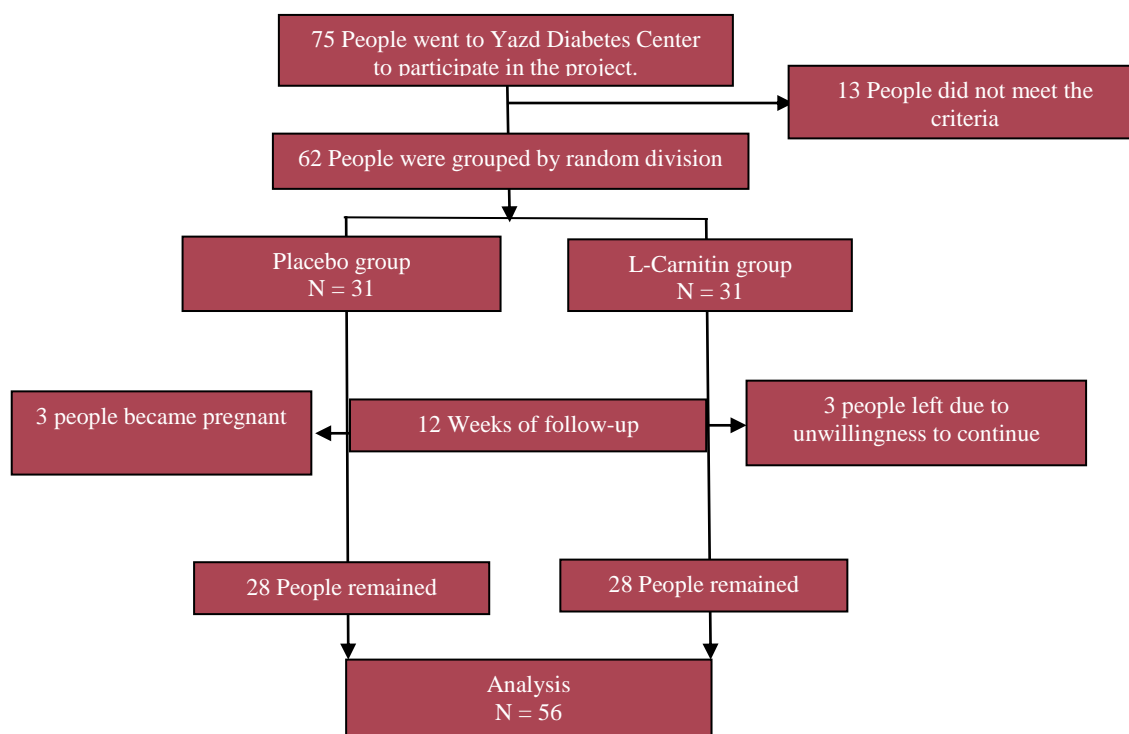 75 People went to Yazd Diabetes Center
to participate in the project.
13 People did not meet the
criteria
62 People were grouped by random division
Placebo group
N = 31
L-Carnitin group
N = 31
3 people became pregnant
12 Weeks of follow-up
3 people left due to
unwillingness to continue
28 People remained
28 People remained
Analysis
N = 56